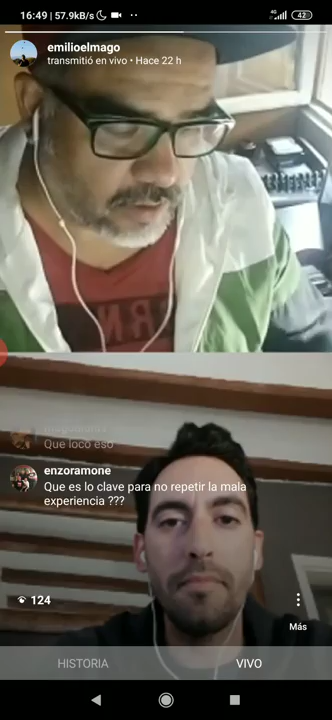 16:49 | 57.9kB/s
4G
42
emilioelmago
transmitió en vivo • Hace 22 h
Que loco eso
enzoramone
Que es lo clave para no repetir la mala
experiencia ???
124
Más
HISTORIA
VIVO